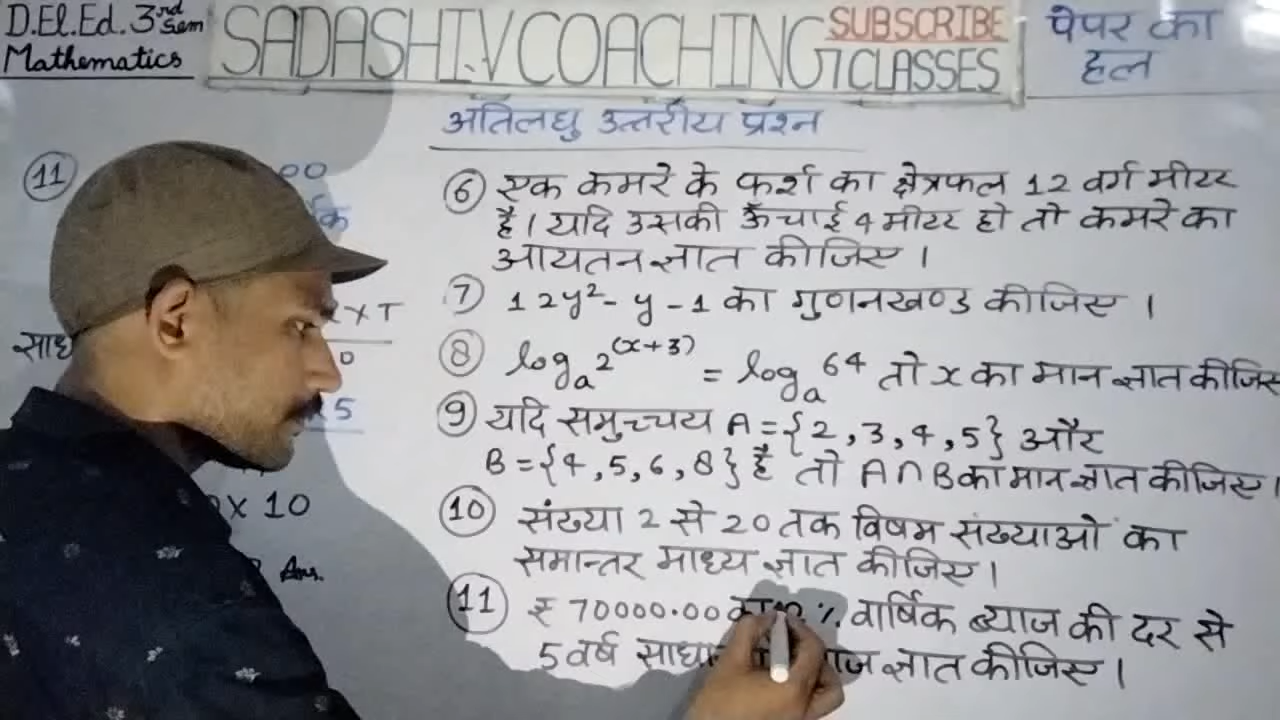 D.El.Ed. 3rd Sem
Mathematics
SADASHIV COACHING CLASSES
SUBSCRIBE
पेपर का
हल
अतिलघु उत्तरीय प्रश्न
⑥ एक कमरे के फर्श का क्षेत्रफल 12 वर्ग मीटर
है। यदि उसकी ऊँचाई 4 मीटर हो तो कमरे का
आयतन ज्ञात कीजिए।
⑦ 12y² - y - 1 का गुणनखण्ड कीजिए।
⑧ logₐ2^(x+3) = logₐ64 तो x का मान ज्ञात कीजिए
⑨ यदि समुच्चय A = {2, 3, 4, 5} और
B = {4, 5, 6, 8} है तो A ∩ B का मान ज्ञात कीजिए।
⑩ संख्या 2 से 20 तक विषम संख्याओं का
समान्तर माध्य ज्ञात कीजिए।
⑪ ₹ 70000.00 का % वार्षिक ब्याज की दर से
5 वर्ष ज्ञात कीजिए।
⑪
00
x T
5
x 10
Ans.